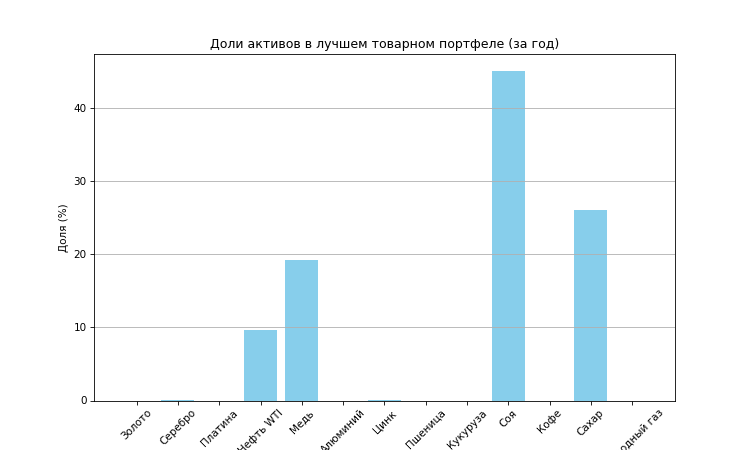 Доли активов в лучшем товарном портфеле (за год)
Доля (%)
40
30
20
10
0
Золото
Серебро
Платина
Нефть WTI
Медь
Алюминий
Цинк
Пшеница
Кукуруза
Соя
Кофе
Сахар
газ